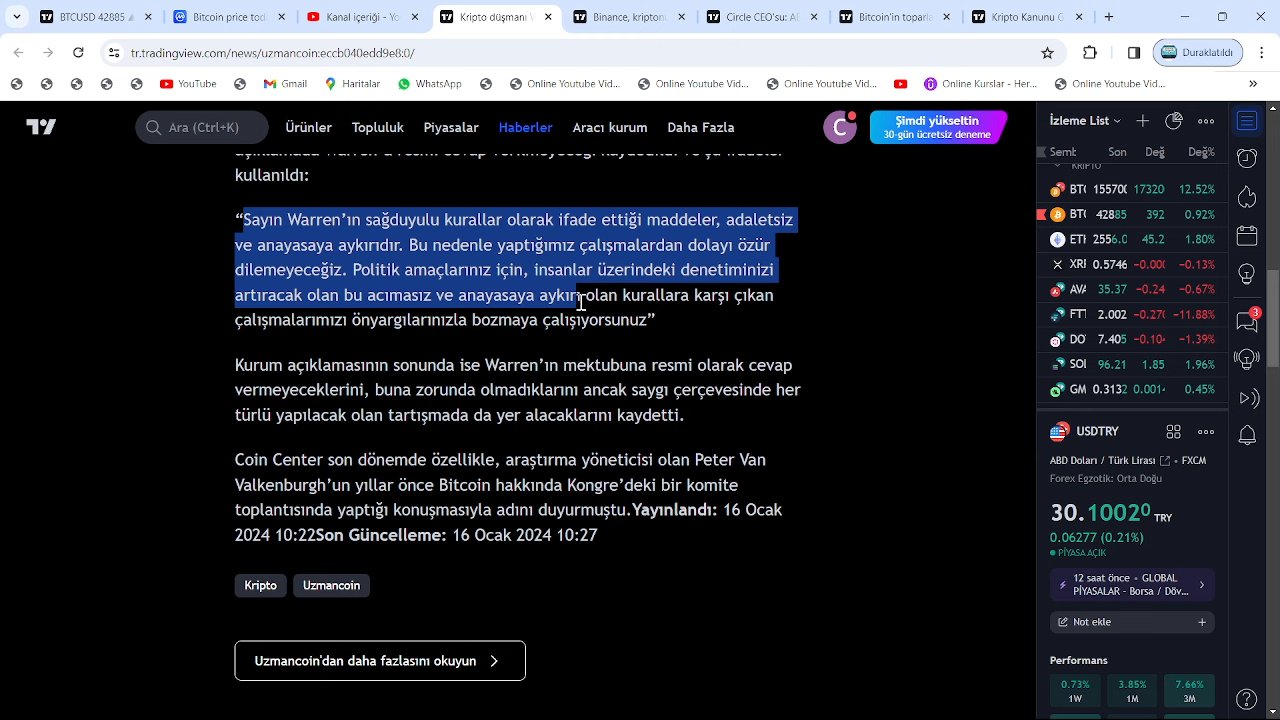 BTCUSD 42885
Bitcoin price tod
Kanal içeriği - Y
Kripto düşmanı
Binance, kripto
Circle CEO'su: A
Bitcoin'in topar
Kripto Kanunu
tr.tradingview.com/news/uzmancoin:eccb040edd9e8:0/
Duraklatıldı
YouTube
Gmail
Haritalar
WhatsApp
Online Youtube Vid...
Online Youtube Vid...
Online Youtube Vid...
Online Kurslar - Her...
Online Youtube Vid...
Ara (Ctrl+K)
Ürünler
Topluluk
Piyasalar
Haberler
Aracı kurum
Daha Fazla
C
Şimdi yükseltin
30-gün ücretsiz deneme
kullanıldı:
“Sayın Warren’ın sağduyulu kurallar olarak ifade ettiği maddeler, adaletsiz
ve anayasaya aykırıdır. Bu nedenle yaptığımız çalışmalardan dolayı özür
dilemeyeceğiz. Politik amaçlarınız için, insanlar üzerindeki denetiminizi
artıracak olan bu acımasız ve anayasaya aykırı olan kurallara karşı çıkan
çalışmalarımızı önyargılarınızla bozmaya çalışıyorsunuz”
Kurum açıklamasının sonunda ise Warren’ın mektubuna resmi olarak cevap
vermeyeceklerini, buna zorunda olmadıklarını ancak saygı çerçevesinde her
türlü yapılacak olan tartışmada da yer alacaklarını kaydetti.
Coin Center son dönemde özellikle, araştırma yöneticisi olan Peter Van
Valkenburgh’un yıllar önce Bitcoin hakkında Kongre’deki bir komite
toplantısında yaptığı konuşmasıyla adını duyurmuştu.Yayınlandı: 16 Ocak
2024 10:22Son Güncelleme: 16 Ocak 2024 10:27
Kripto
Uzmancoin
Uzmancoin'dan daha fazlasını okuyun
İzleme List
Semb Son Değ Değ%
KRİPTO
BTC 155700 17320 12.52%
BTC 42885 392 0.92%
ETH 2556.0 45.2 1.80%
XRI 0.5746 -0.000 -0.13%
AVA 35.37 -0.24 -0.67%
FTT 2.002 -0.270 -11.88%
DO 7.405 -0.104 -1.39%
SOL 96.21 1.85 1.96%
GM 0.3132 0.0014 0.45%
3
USDTRY
ABD Doları / Türk Lirası • FXCM
Forex Egzotik: Orta Doğu
30.10020 TRY
0.06277 (0.21%)
PİYASA AÇIK
12 saat önce • GLOBAL
PİYASALAR - Borsa / Döv...
Not ekle
Performans
0.73% 3.85% 7.66%
1W 1M 3M